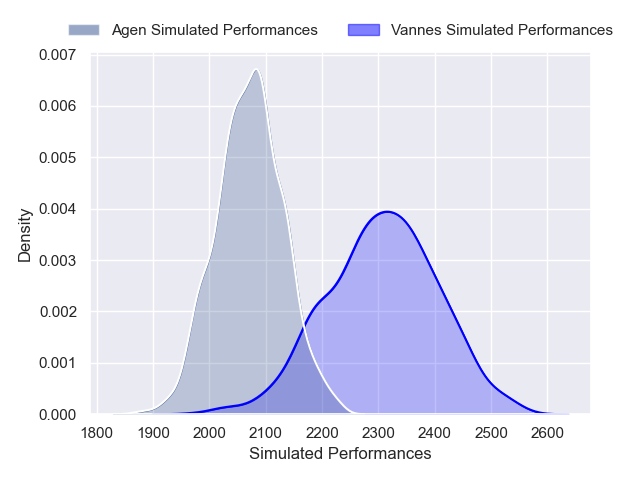 Agen Simulated Performances Vannes Simulated Performances
0.007
0.006
0.005
0.004
0.003
0.002
0.001
0.000
Density
1800 1900 2000 2100 2200 2300 2400 2500 2600
Simulated Performances